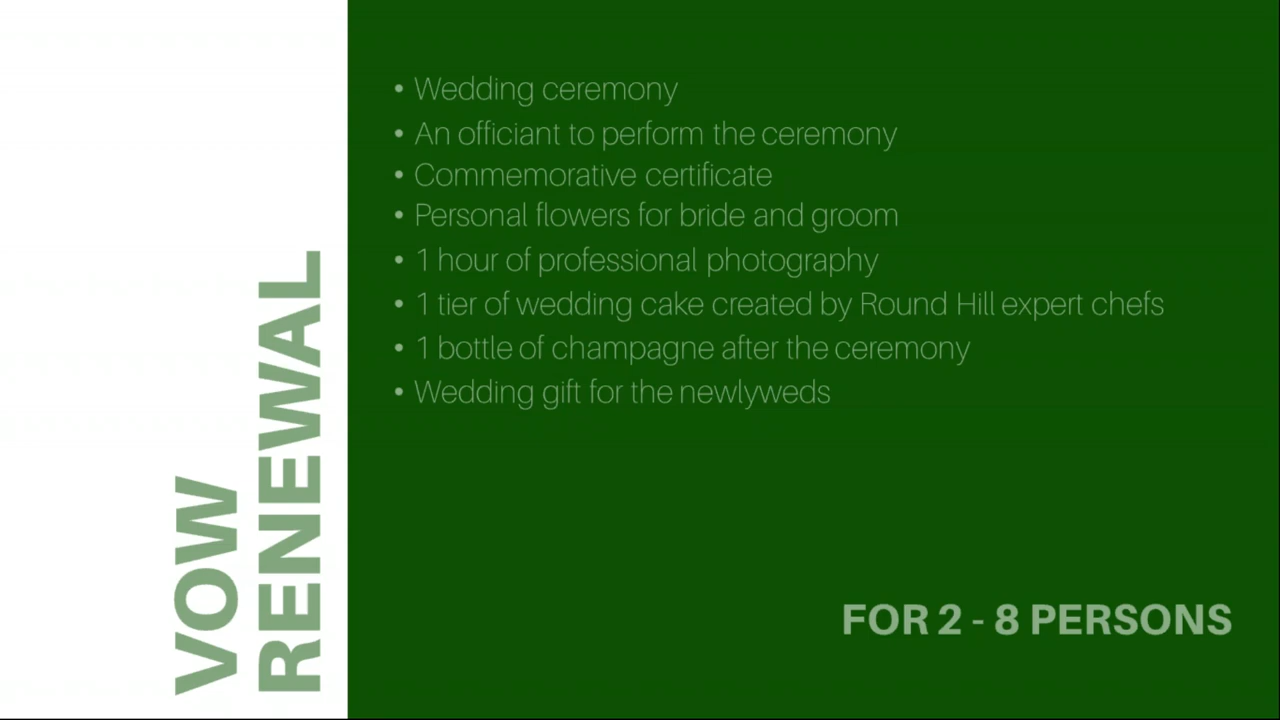 VOW
RENEWAL
• Wedding ceremony
• An officiant to perform the ceremony
• Commemorative certificate
• Personal flowers for bride and groom
• 1 hour of professional photography
• 1 tier of wedding cake created by Round Hill expert chefs
• 1 bottle of champagne after the ceremony
• Wedding gift for the newlyweds
FOR 2 - 8 PERSONS